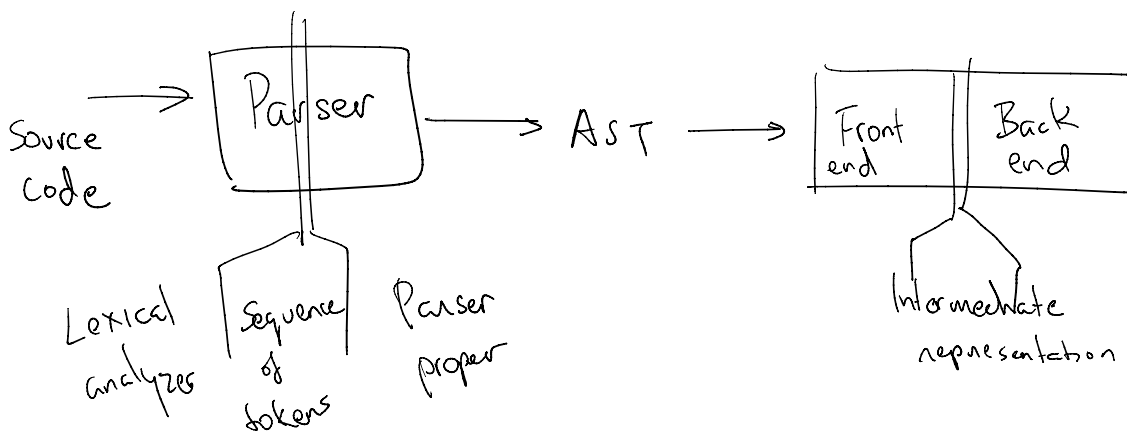 Source
code
Parser
AST
Front
end
Back
end
Lexical
analyzer
Sequence
of
tokens
Parser
proper
Intermediate
representation